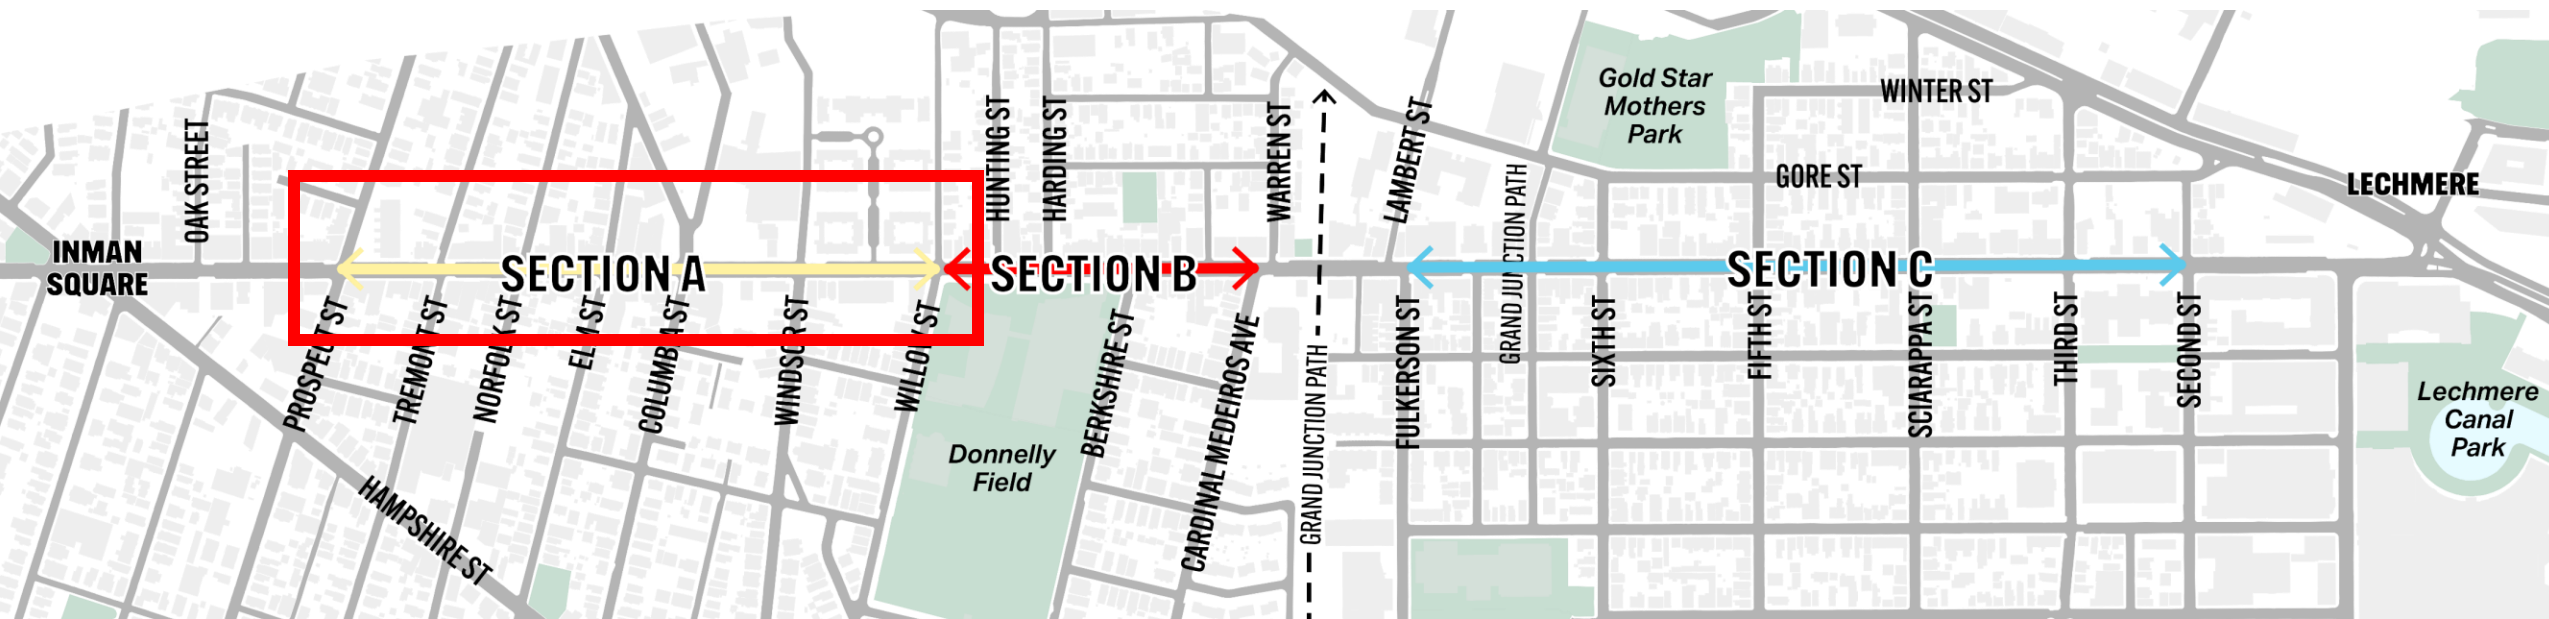 OAK STREET
INMAN
SQUARE
PROSPECT ST
TREMONT ST
NORFOLK ST
ELM ST
COLUMBIA ST
WINDSOR ST
WILLOW ST
HAMPSHIRE ST
SECTION A
HUNTING ST
HARDING ST
WARREN ST
SECTION B
BERKSHIRE ST
CARDINAL MEDEIROS AVE
Donnelly
Field
GRAND JUNCTION PATH
LAMBERT ST
GRAND JUNCTION PATH
Gold Star
Mothers
Park
WINTER ST
GORE ST
SECTION C
FULKERSON ST
SIXTH ST
FIFTH ST
SCIARAPPA ST
THIRD ST
SECOND ST
LECHMERE
Lechmere
Canal
Park